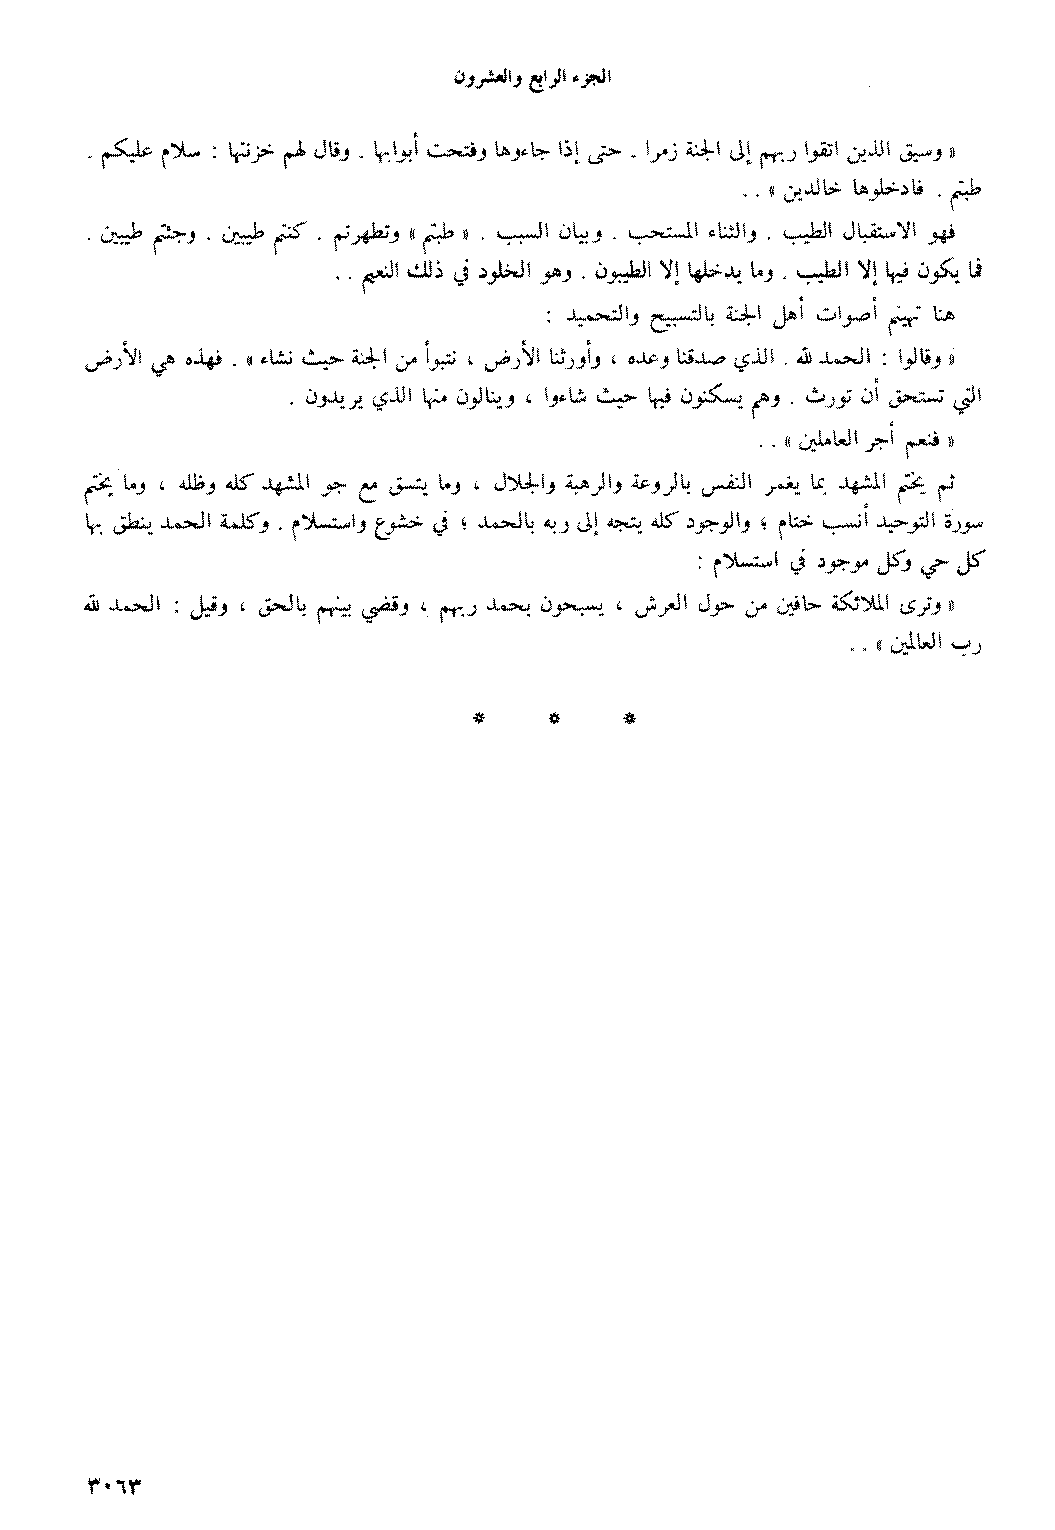 الجزء الرابع والعشرون
« وسيق الذين اتقوا ربهم إلى الجنة زمرا . حتى إذا جاءوها وفتحت أبوابها . وقال لهم خزنتها : سلام عليكم .
طبتم . فادخلوها خالدين » . .
فهو الاستقبال الطيب . والثناء المستحب . وبيان السبب . « طبتم » وتطهرتم . كنتم طيبين . وجئتم طيبين .
فما يكون فيها إلا الطيب . وما يدخلها إلا الطيبون . وهو الخلود في ذلك النعيم . .
هنا تهينم أصوات أهل الجنة بالتسبيح والتحميد :
« وقالوا : الحمد لله . الذي صدقنا وعده ، وأورثنا الأرض ، نتبوأ من الجنة حيث نشاء » . فهذه هي الأرض
التي تستحق أن تورث . وهم يسكنون فيها حيث شاءوا ، وينالون منها الذي يريدون .
« فنعم أجر العاملين » . .
ثم يختم المشهد بما يغمر النفس بالروعة والرهبة والجلال ، وما يتسق مع جو المشهد كله وظله ، وما يختم
سورة التوحيد أنسب ختام ؛ والوجود كله يتجه إلى ربه بالحمد ؛ في خشوع واستسلام . وكلمة الحمد ينطق بها
كل حي وكل موجود في استسلام :
« وترى الملائكة حافين من حول العرش ، يسبحون بحمد ربهم ، وقضي بينهم بالحق ، وقيل : الحمد لله
رب العالمين » . .
* * *
٣٠٦٣